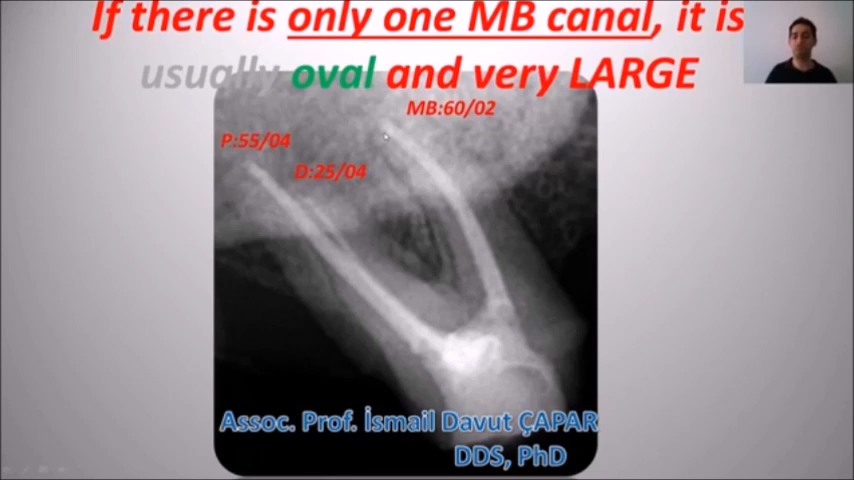 If there is only one MB canal, it is
usually oval and very LARGE
MB:60/02
P:55/04
D:25/04
Assoc. Prof. İsmail Davut ÇAPAR
DDS, PhD